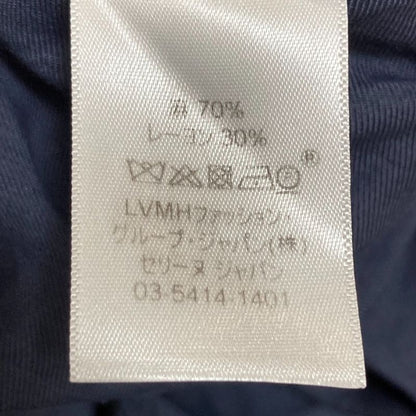 麻 70%
レーヨン 30%
®
LVMHファッション・
グループ・ジャパン(株)
セリーヌ ジャパン
03-5414-1401